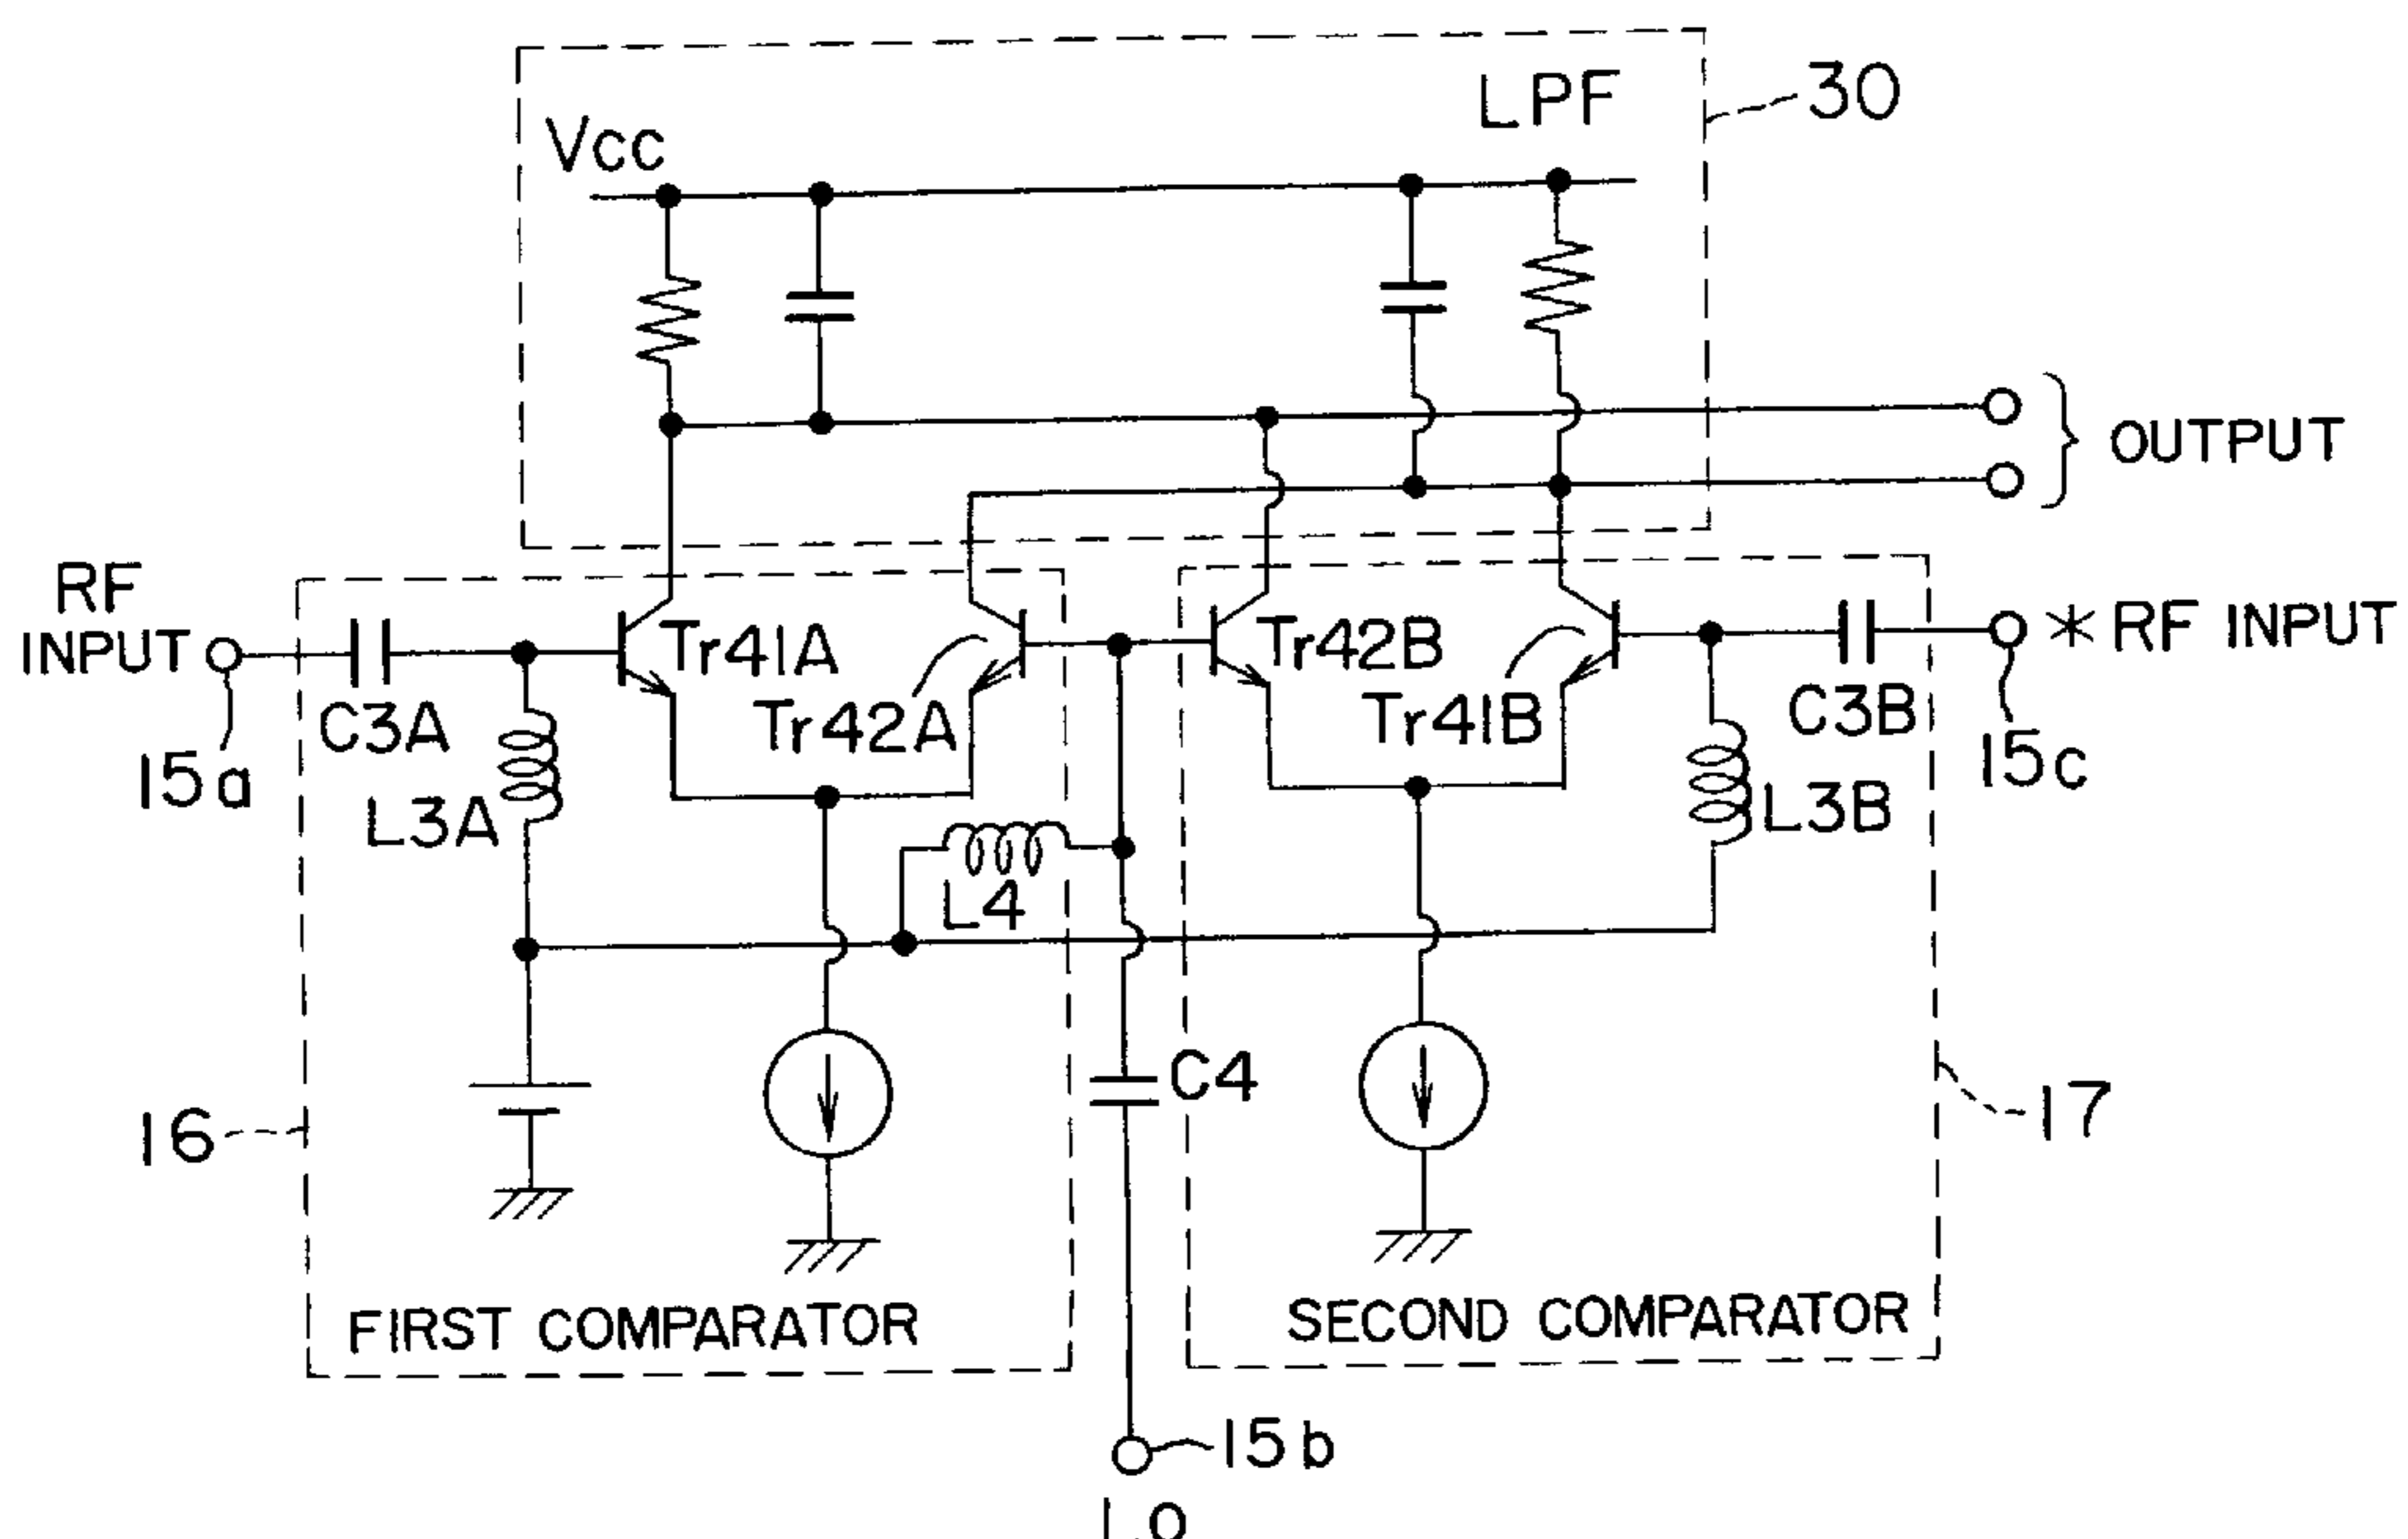 LPF
30
Vcc
OUTPUT
RF
INPUT
Tr41A
Tr42B
* RF INPUT
C3A
Tr42A
Tr41B
C3B
15a
15c
L3A
L3B
L4
C4
16
17
FIRST COMPARATOR
SECOND COMPARATOR
15b
Lo